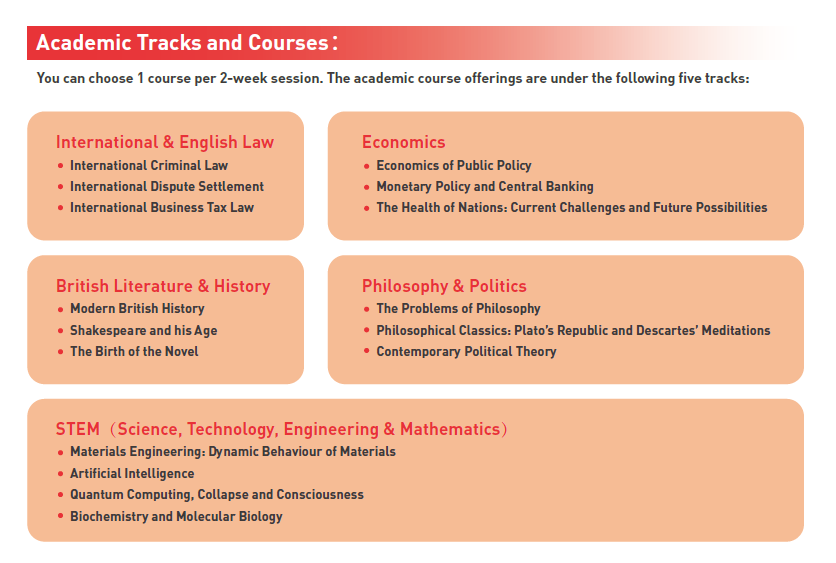 Academic Tracks and Courses：
You can choose 1 course per 2-week session. The academic course offerings are under the following five tracks:
International & English Law
• International Criminal Law
• International Dispute Settlement
• International Business Tax Law
Economics
• Economics of Public Policy
• Monetary Policy and Central Banking
• The Health of Nations: Current Challenges and Future Possibilities
British Literature & History
• Modern British History
• Shakespeare and his Age
• The Birth of the Novel
Philosophy & Politics
• The Problems of Philosophy
• Philosophical Classics: Plato’s Republic and Descartes’ Meditations
• Contemporary Political Theory
STEM（Science, Technology, Engineering & Mathematics）
• Materials Engineering: Dynamic Behaviour of Materials
• Artificial Intelligence
• Quantum Computing, Collapse and Consciousness
• Biochemistry and Molecular Biology